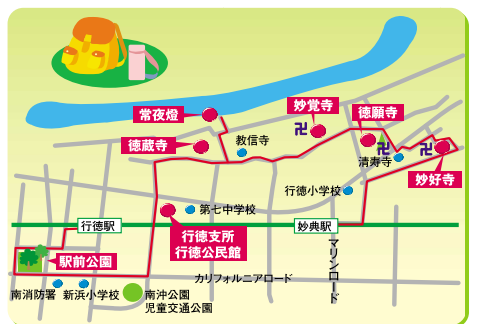 常夜燈
妙覚寺
徳願寺
徳蔵寺
教信寺
清寿寺
妙好寺
行徳小学校
第七中学校
行徳駅
妙典駅
行徳支所
行徳公民館
駅前公園
マリンロード
カリフォルニアロード
南消防署
新浜小学校
南沖公園
児童交通公園